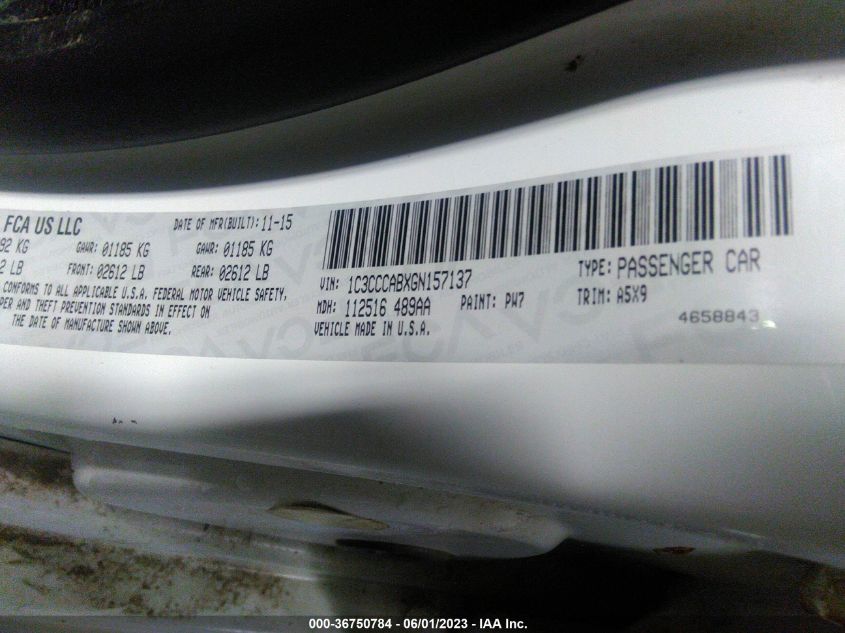 FCA US LLC
DATE OF MFR(BUILT): 11-15
92 KG GAWR: 01185 KG GAWR: 01185 KG
2 LB FRONT: 02612 LB REAR: 02612 LB
CONFORMS TO ALL APPLICABLE U.S.A. FEDERAL MOTOR VEHICLE SAFETY,
PER AND THEFT PREVENTION STANDARDS IN EFFECT ON
THE DATE OF MANUFACTURE SHOWN ABOVE.
VIN: 1C3CCCABXGN157137
TYPE: PASSENGER CAR
MDH: 112516 489AA PAINT: PW7
TRIM: A5X9
VEHICLE MADE IN U.S.A.
4658843
000-36750784 - 06/01/2023 - IAA Inc.